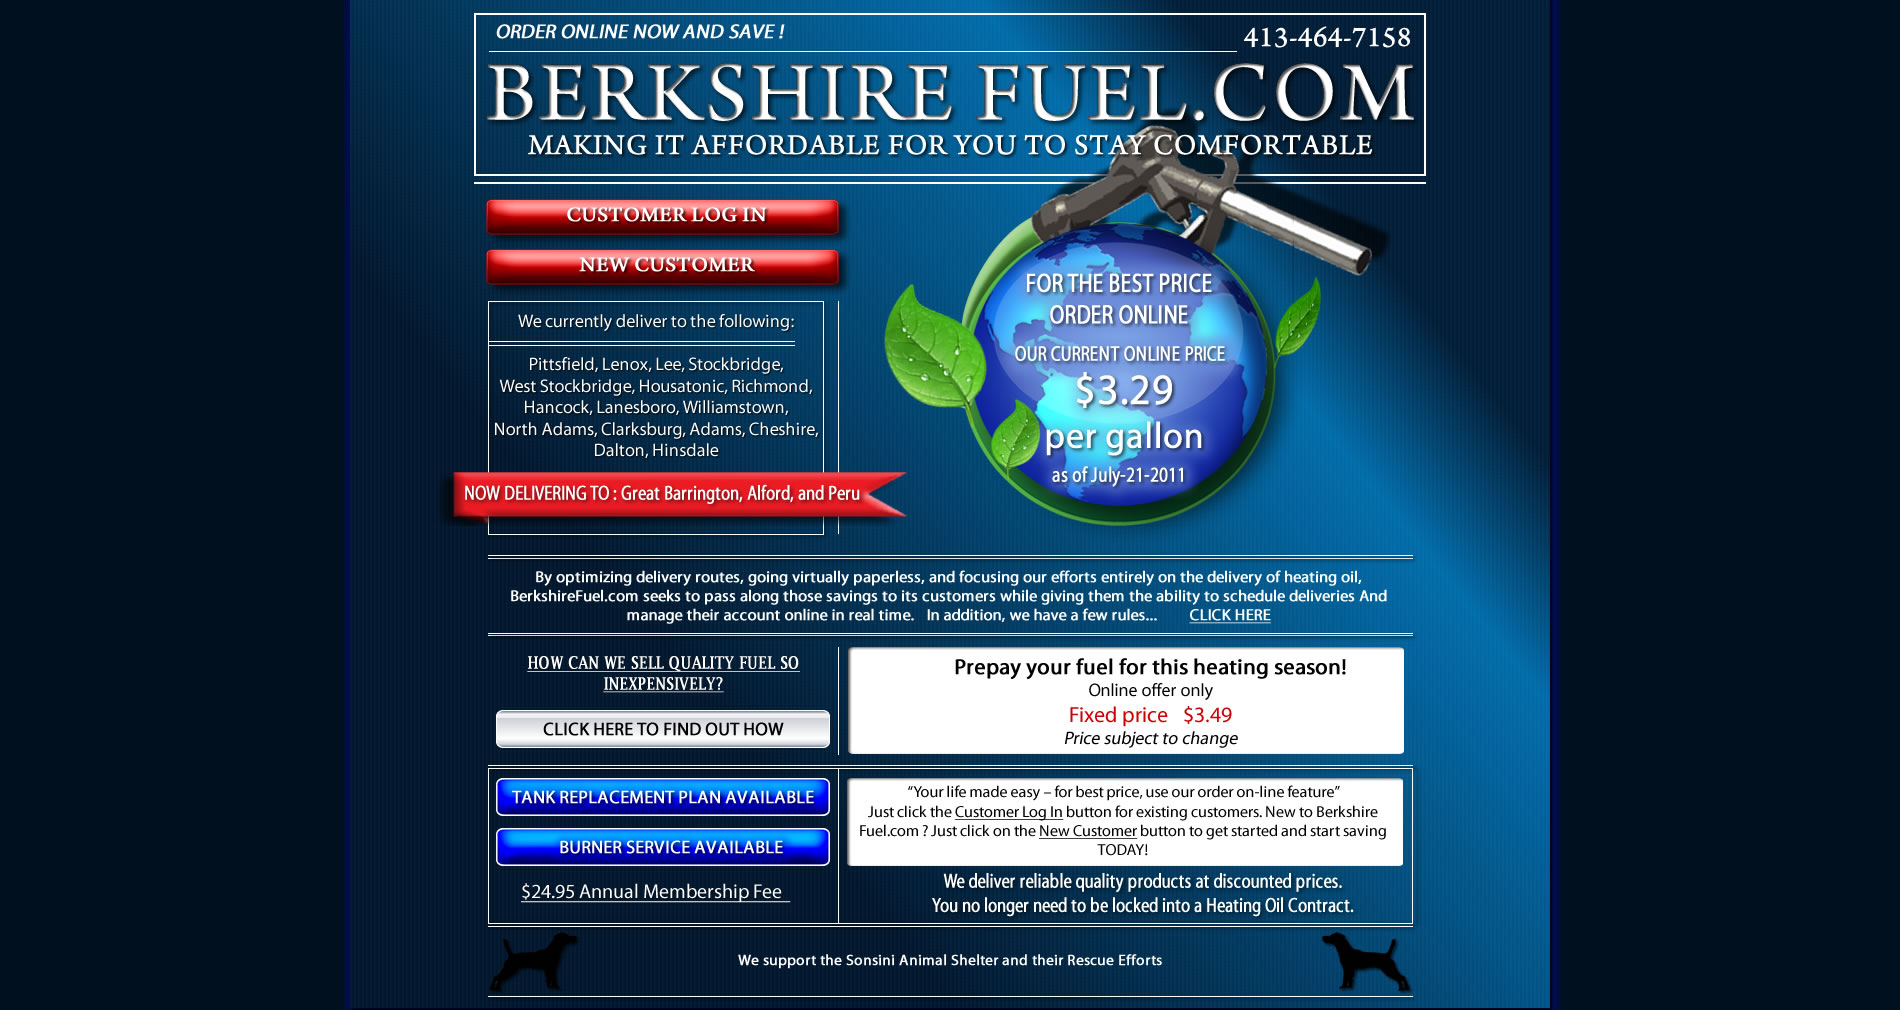 ORDER ONLINE NOW AND SAVE !
413-464-7158
BERKSHIRE FUEL.COM
MAKING IT AFFORDABLE FOR YOU TO STAY COMFORTABLE
CUSTOMER LOG IN
NEW CUSTOMER
We currently deliver to the following:
Pittsfield, Lenox, Lee, Stockbridge,
West Stockbridge, Housatonic, Richmond,
Hancock, Lanesboro, Williamstown,
North Adams, Clarksburg, Adams, Cheshire,
Dalton, Hinsdale
NOW DELIVERING TO : Great Barrington, Alford, and Peru
FOR THE BEST PRICE
ORDER ONLINE
OUR CURRENT ONLINE PRICE
$3.29
per gallon
as of July-21-2011
By optimizing delivery routes, going virtually paperless, and focusing our efforts entirely on the delivery of heating oil,
BerkshireFuel.com seeks to pass along those savings to its customers while giving them the ability to schedule deliveries And
manage their account online in real time. In addition, we have a few rules... CLICK HERE
HOW CAN WE SELL QUALITY FUEL SO
INEXPENSIVELY?
CLICK HERE TO FIND OUT HOW
Prepay your fuel for this heating season!
Online offer only
Fixed price $3.49
Price subject to change
TANK REPLACEMENT PLAN AVAILABLE
BURNER SERVICE AVAILABLE
$24.95 Annual Membership Fee
“Your life made easy – for best price, use our order on-line feature”
Just click the Customer Log In button for existing customers. New to Berkshire
Fuel.com ? Just click on the New Customer button to get started and start saving
TODAY!
We deliver reliable quality products at discounted prices.
You no longer need to be locked into a Heating Oil Contract.
We support the Sonsini Animal Shelter and their Rescue Efforts